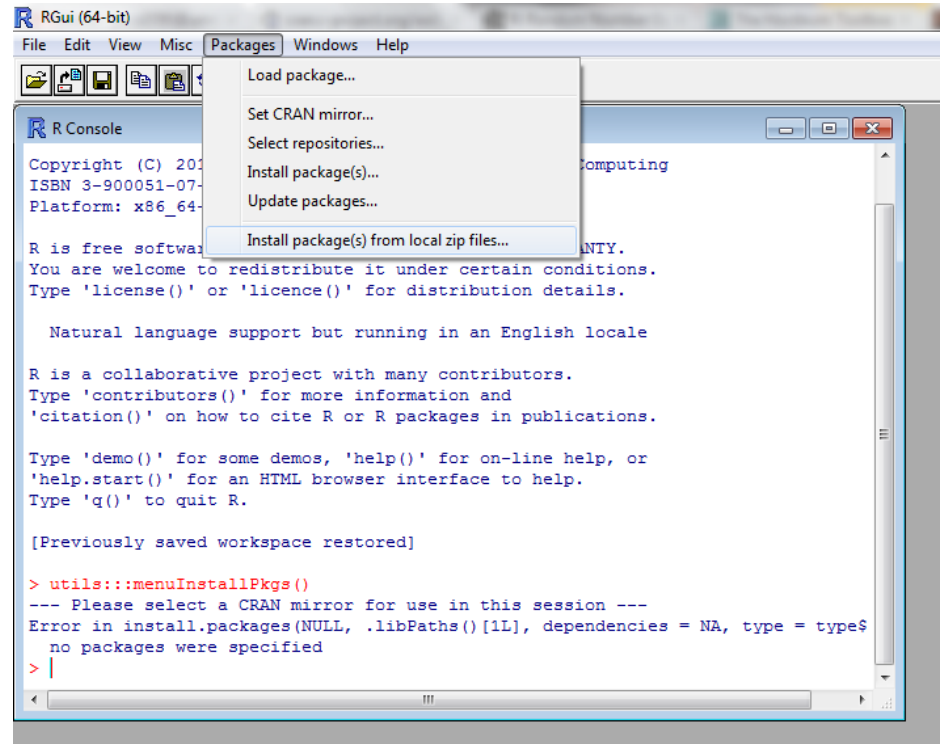 RGui (64-bit)
File Edit View Misc Packages Windows Help
Load package...
Set CRAN mirror...
Select repositories...
Install package(s)...
Update packages...
Install package(s) from local zip files...
R Console
Copyright (C) 201 Computing
ISBN 3-900051-07-
Platform: x86_64-
R is free softwar NTY.
You are welcome to redistribute it under certain conditions.
Type 'license()' or 'licence()' for distribution details.
Natural language support but running in an English locale
R is a collaborative project with many contributors.
Type 'contributors()' for more information and
'citation()' on how to cite R or R packages in publications.
Type 'demo()' for some demos, 'help()' for on-line help, or
'help.start()' for an HTML browser interface to help.
Type 'q()' to quit R.
[Previously saved workspace restored]
> utils:::menuInstallPkgs()
--- Please select a CRAN mirror for use in this session ---
Error in install.packages(NULL, .libPaths()[1L], dependencies = NA, type = type$
no packages were specified
>